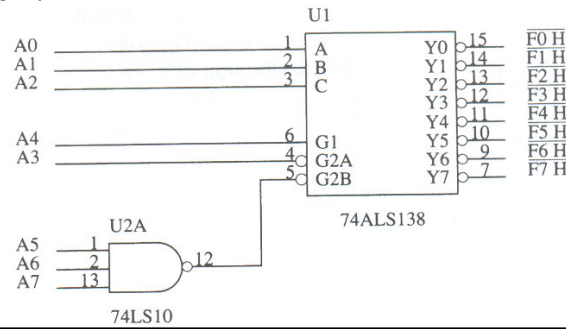 U1
A0 1 A Y0 15 F0 H
A1 2 B Y1 14 F1 H
A2 3 C Y2 13 F2 H
Y3 12 F3 H
Y4 11 F4 H
A4 6 G1 Y5 10 F5 H
A3 4 G2A Y6 9 F6 H
5 G2B Y7 7 F7 H
74ALS138
U2A
A5 1
A6 2 12
A7 13
74LS10